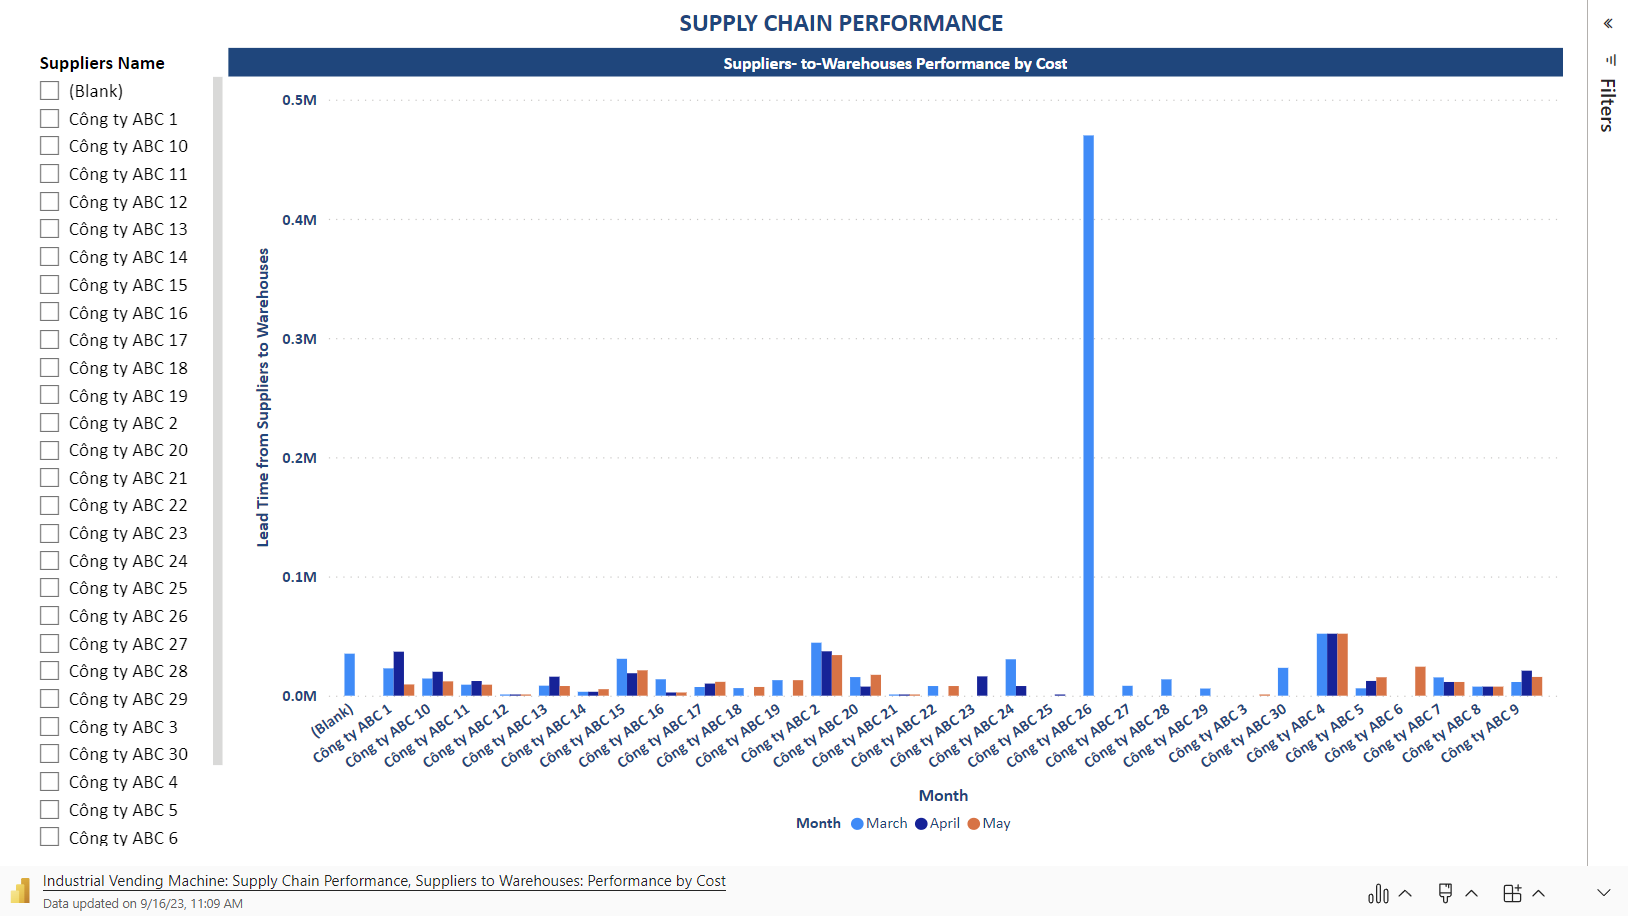 SUPPLY CHAIN PERFORMANCE
Suppliers Name
(Blank)
Công ty ABC 1
Công ty ABC 10
Công ty ABC 11
Công ty ABC 12
Công ty ABC 13
Công ty ABC 14
Công ty ABC 15
Công ty ABC 16
Công ty ABC 17
Công ty ABC 18
Công ty ABC 19
Công ty ABC 2
Công ty ABC 20
Công ty ABC 21
Công ty ABC 22
Công ty ABC 23
Công ty ABC 24
Công ty ABC 25
Công ty ABC 26
Công ty ABC 27
Công ty ABC 28
Công ty ABC 29
Công ty ABC 3
Công ty ABC 30
Công ty ABC 4
Công ty ABC 5
Công ty ABC 6
Suppliers- to-Warehouses Performance by Cost
Lead Time from Suppliers to Warehouses
0.5M
0.4M
0.3M
0.2M
0.1M
0.0M
(Blank)
Công ty ABC 1
Công ty ABC 10
Công ty ABC 11
Công ty ABC 12
Công ty ABC 13
Công ty ABC 14
Công ty ABC 15
Công ty ABC 16
Công ty ABC 17
Công ty ABC 18
Công ty ABC 19
Công ty ABC 2
Công ty ABC 20
Công ty ABC 21
Công ty ABC 22
Công ty ABC 23
Công ty ABC 24
Công ty ABC 25
Công ty ABC 26
Công ty ABC 27
Công ty ABC 28
Công ty ABC 29
Công ty ABC 3
Công ty ABC 30
Công ty ABC 4
Công ty ABC 5
Công ty ABC 6
Công ty ABC 7
Công ty ABC 8
Công ty ABC 9
Month
Month March April May
Filters
Industrial Vending Machine: Supply Chain Performance, Suppliers to Warehouses: Performance by Cost
Data updated on 9/16/23, 11:09 AM